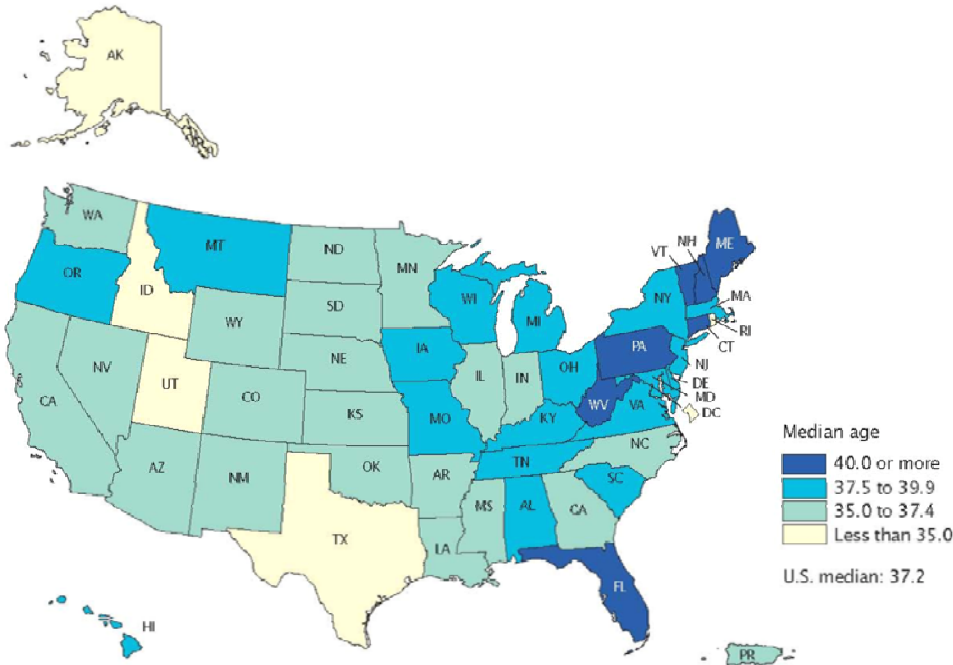 AK
WA
MT
ND
MN
VT
NH
ME
OR
ID
WY
SD
WI
MI
NY
MA
RI
CT
NV
UT
CO
NE
IA
IL
IN
OH
PA
NJ
DE
MD
DC
CA
KS
MO
KY
WV
VA
AZ
NM
OK
AR
TN
NC
SC
TX
LA
MS
AL
GA
FL
HI
PR
Median age
40.0 or more
37.5 to 39.9
35.0 to 37.4
Less than 35.0
U.S. median: 37.2